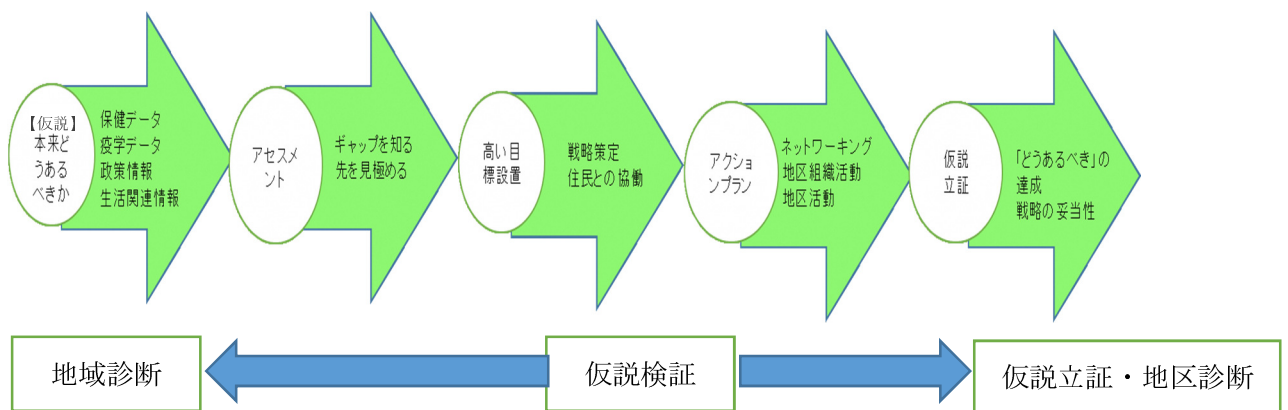 【仮説】
本来ど
うある
べきか
保健データ
疫学データ
政策情報
生活関連情報
アセスメ
ント
ギャップを知る
先を見極める
高い目
標設置
戦略策定
住民との協働
アクショ
ンプラン
ネットワーキング
地区組織活動
地区活動
仮説
立証
「どうあるべき」の
達成
戦略の妥当性
地域診断
仮説検証
仮説立証・地区診断